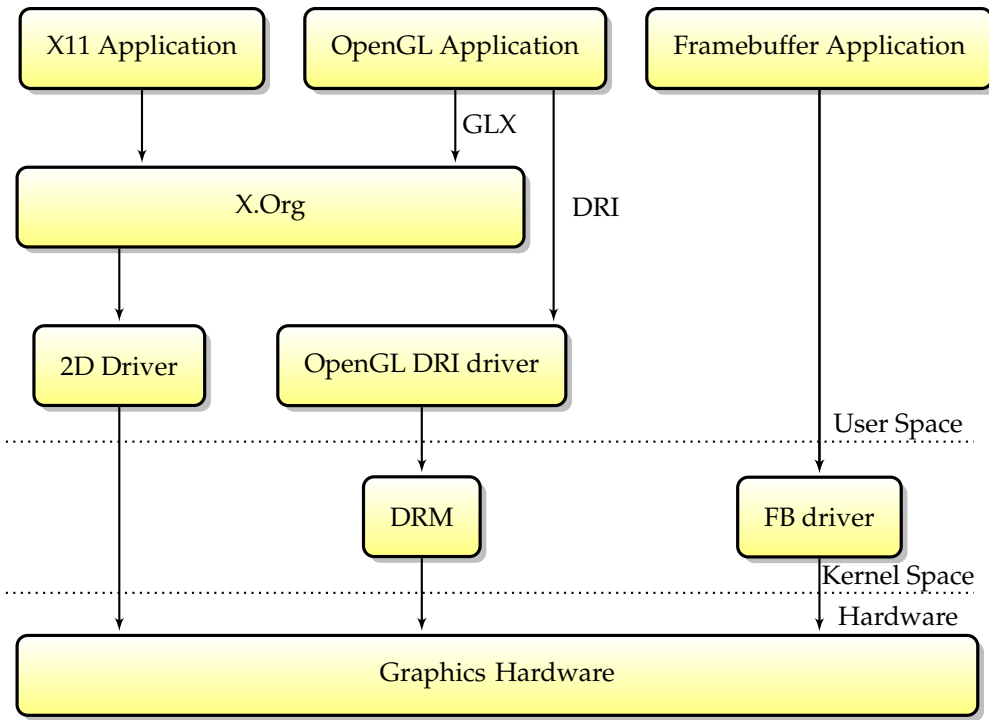 X11 Application
OpenGL Application
Framebuffer Application
GLX
X.Org
DRI
2D Driver
OpenGL DRI driver
User Space
DRM
FB driver
Kernel Space
Hardware
Graphics Hardware